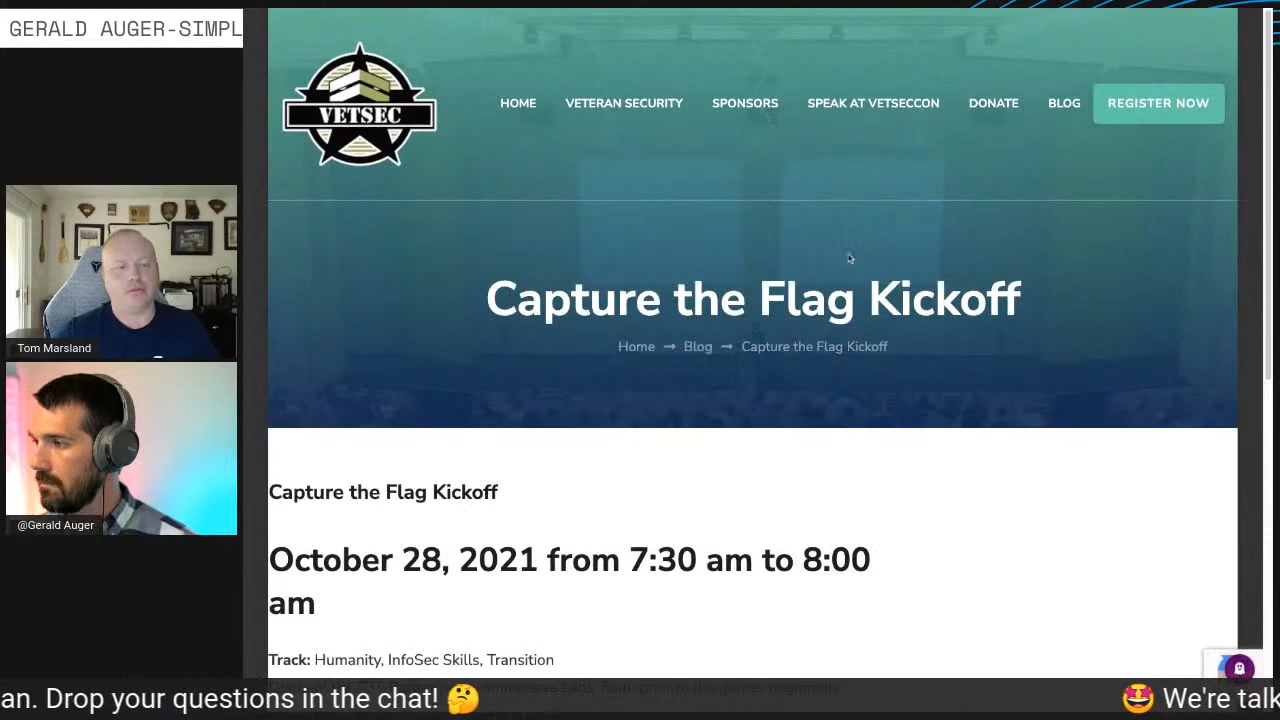 GERALD AUGER-SIMPL
VETSEC
HOME VETERAN SECURITY SPONSORS SPEAK AT VETSECCON DONATE BLOG REGISTER NOW
Capture the Flag Kickoff
Home → Blog → Capture the Flag Kickoff
Tom Marsland
@Gerald Auger
Capture the Flag Kickoff
October 28, 2021 from 7:30 am to 8:00
am
Track: Humanity, InfoSec Skills, Transition
an. Drop your questions in the chat! 🤔 🤩 We're talk